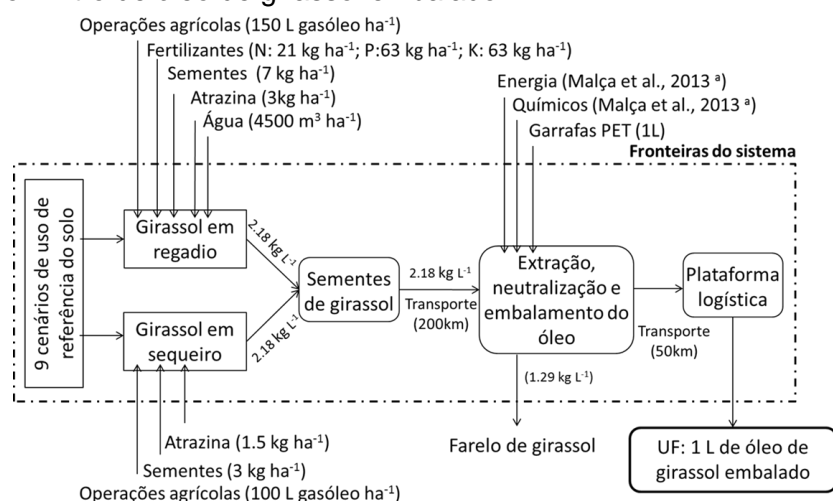 Operações agrícolas (150 L gasóleo ha-1)
Fertilizantes (N: 21 kg ha-1; P:63 kg ha-1; K: 63 kg ha-1)
Sementes (7 kg ha-1)
Atrazina (3kg ha-1)
Água (4500 m3 ha-1)
Energia (Malça et al., 2013 a)
Químicos (Malça et al., 2013 a)
Garrafas PET (1L)
Fronteiras do sistema
9 cenários de uso de
referência do solo
Girassol em
regadio
2.18 kg L-1
Girassol em
sequeiro
2.18 kg L-1
Sementes
de girassol
2.18 kg L-1
Transporte
(200km)
Extração,
neutralização e
embalamento do
óleo
Transporte
(50km)
Plataforma
logística
(1.29 kg L-1)
Farelo de girassol
UF: 1 L de óleo de
girassol embalado
Atrazina (1.5 kg ha-1)
Sementes (3 kg ha-1)
Operações agrícolas (100 L gasóleo ha-1)